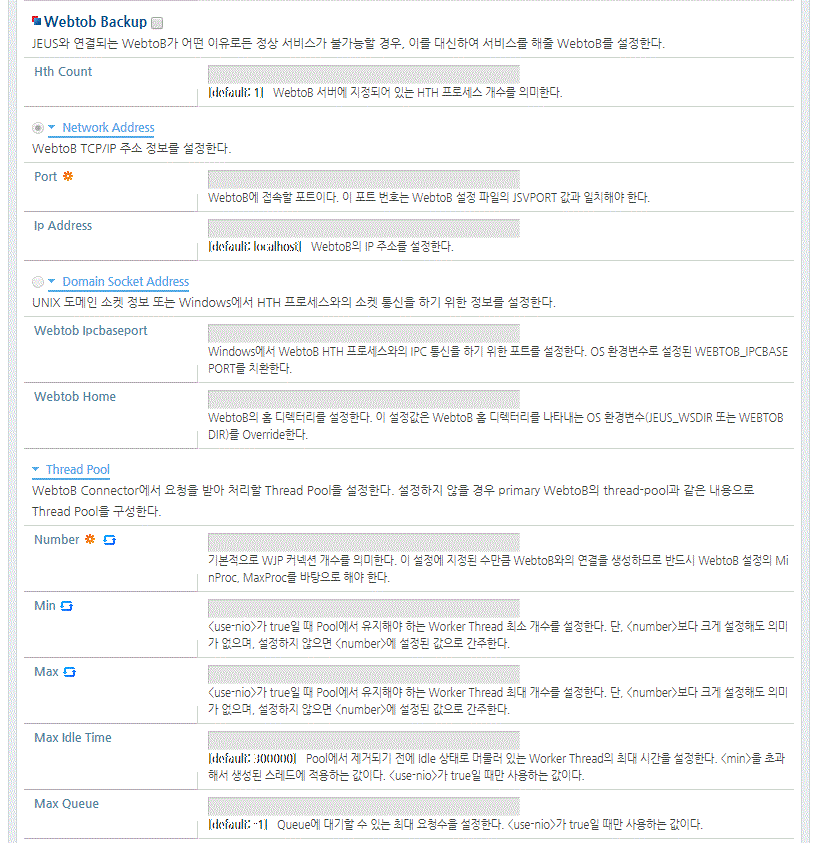 Webtob Backup
JEUS와 연결되는 WebtoB가 어떤 이유로든 정상 서비스가 불가능할 경우, 이를 대신하여 서비스를 해줄 WebtoB를 설정한다.
Hth Count
[default: 1] WebtoB 서버에 지정되어 있는 HTH 프로세스 개수를 의미한다.
Network Address
WebtoB TCP/IP 주소 정보를 설정한다.
Port
WebtoB에 접속할 포트이다. 이 포트 번호는 WebtoB 설정 파일의 JSVPORT 값과 일치해야 한다.
Ip Address
[default: localhost] WebtoB의 IP 주소를 설정한다.
Domain Socket Address
UNIX 도메인 소켓 정보 또는 Windows에서 HTH 프로세스와의 소켓 통신을 하기 위한 정보를 설정한다.
Webtob Ipcbaseport
Windows에서 WebtoB HTH 프로세스와의 IPC 통신을 하기 위한 포트를 설정한다. OS 환경변수로 설정된 WEBTOB_IPCBASE
PORT를 치환한다.
Webtob Home
WebtoB의 홈 디렉터리를 설정한다. 이 설정값은 WebtoB 홈 디렉터리를 나타내는 OS 환경변수(JEUS_WSDIR 또는 WEBTOB
DIR)를 Override한다.
Thread Pool
WebtoB Connector에서 요청을 받아 처리할 Thread Pool을 설정한다. 설정하지 않을 경우 primary WebtoB의 thread-pool과 같은 내용으로
Thread Pool을 구성한다.
Number
기본적으로 WJP 커넥션 개수를 의미한다. 이 설정에 지정된 수만큼 WebtoB와의 연결을 생성하므로 반드시 WebtoB 설정의 Mi
nProc, MaxProc를 바탕으로 해야 한다.
Min
<use-nio>가 true일 때 Pool에서 유지해야 하는 Worker Thread 최소 개수를 설정한다. 단, <number>보다 크게 설정해도 의미
가 없으며, 설정하지 않으면 <number>에 설정된 값으로 간주한다.
Max
<use-nio>가 true일 때 Pool에서 유지해야 하는 Worker Thread 최대 개수를 설정한다. 단, <number>보다 크게 설정해도 의미
가 없으며, 설정하지 않으면 <number>에 설정된 값으로 간주한다.
Max Idle Time
[default: 300000] Pool에서 제거되기 전에 Idle 상태로 머물러 있는 Worker Thread의 최대 시간을 설정한다. <min>을 초과
해서 생성된 스레드에 적용하는 값이다. <use-nio>가 true일 때만 사용하는 값이다.
Max Queue
[default: -1] Queue에 대기할 수 있는 최대 요청수를 설정한다. <use-nio>가 true일 때만 사용하는 값이다.